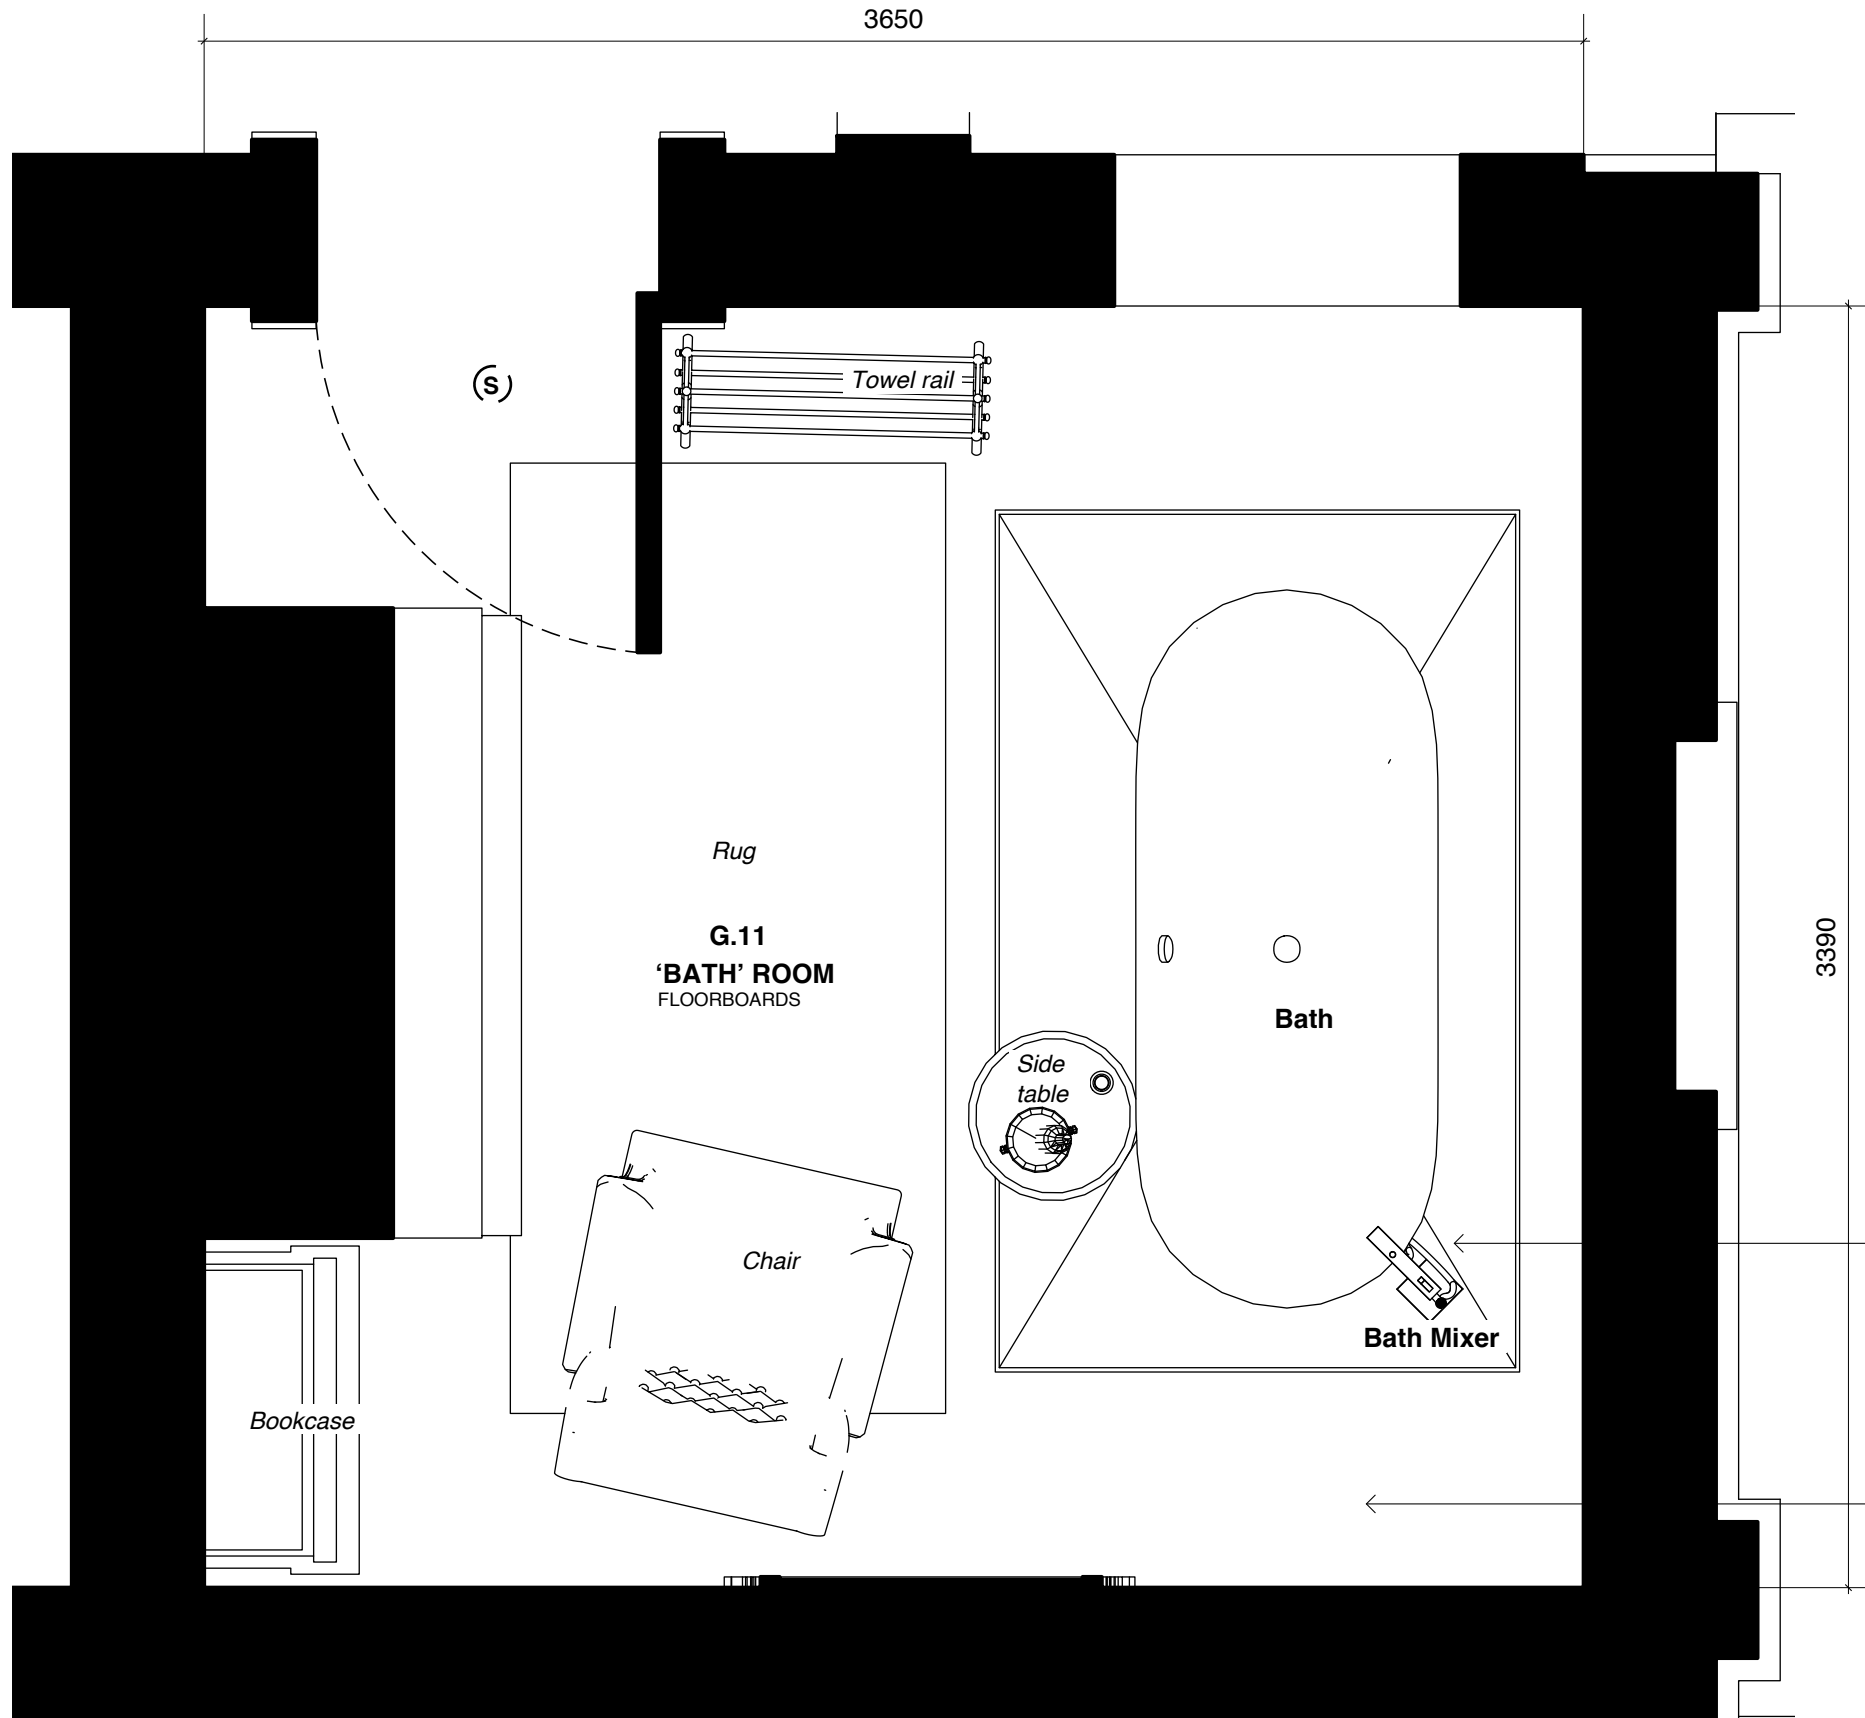 3650
S
Towel rail
Rug
G.11
‘BATH’ ROOM
FLOORBOARDS
3390
Bath
Side
table
Chair
Bath Mixer
Bookcase